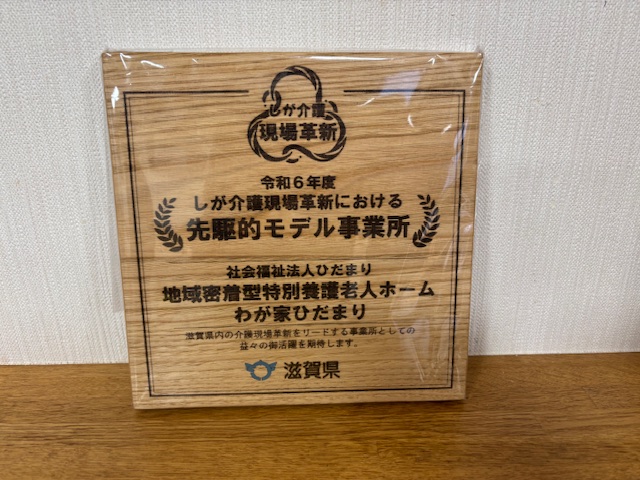 しが介護
現場革新
令和6年度
しが介護現場革新における
先駆的モデル事業所
社会福祉法人ひだまり
地域密着型特別養護老人ホーム
わが家ひだまり
滋賀県内の介護現場革新をリードする事業所としての
益々の御活躍を期待します。
滋賀県